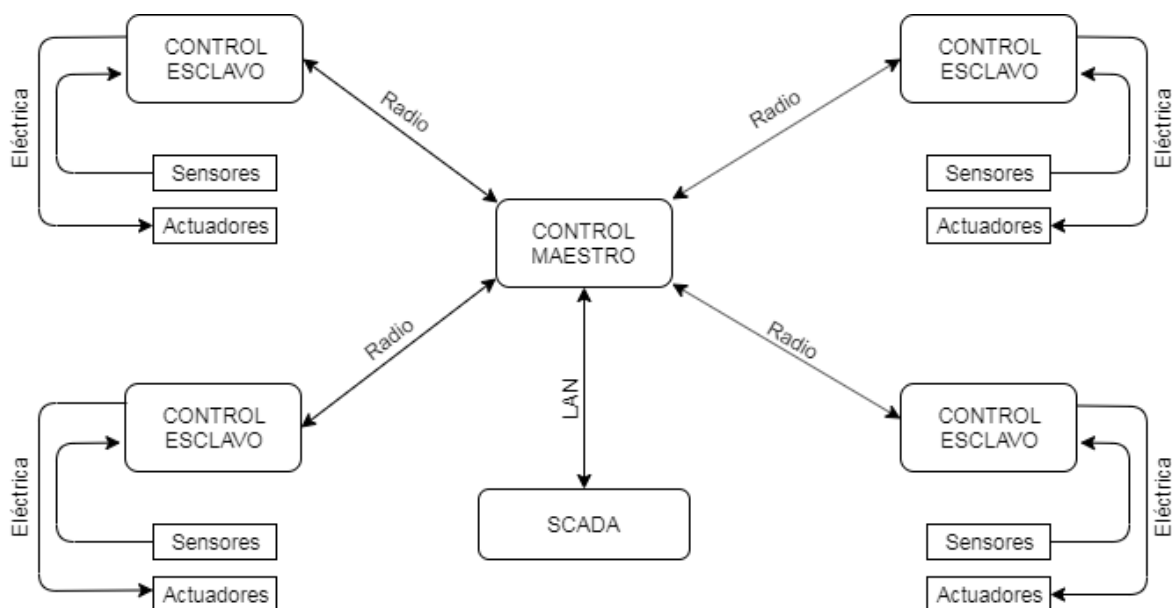 CONTROL
ESCLAVO
Eléctrica
Sensores
Actuadores
Radio
CONTROL
ESCLAVO
Eléctrica
Sensores
Actuadores
Radio
CONTROL
MAESTRO
CONTROL
ESCLAVO
Eléctrica
Sensores
Actuadores
Radio
LAN
SCADA
CONTROL
ESCLAVO
Eléctrica
Sensores
Actuadores
Radio